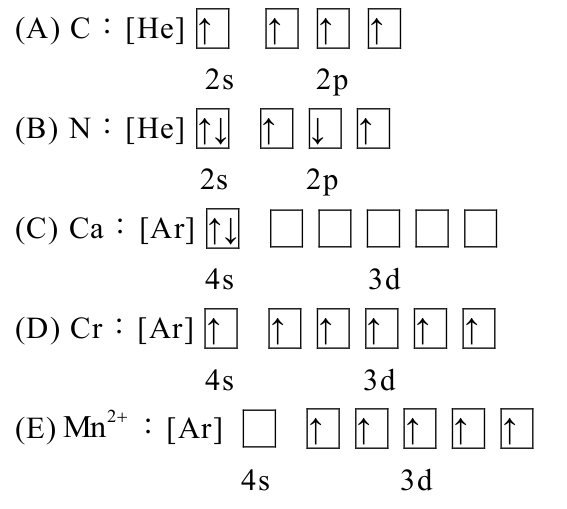 (A) C：[He] ↑ ↑ ↑ ↑
2s 2p
(B) N：[He] ↑↓ ↑ ↓ ↑
2s 2p
(C) Ca：[Ar] ↑↓
4s 3d
(D) Cr：[Ar] ↑ ↑ ↑ ↑ ↑ ↑
4s 3d
(E) Mn²⁺：[Ar] ↑ ↑ ↑ ↑ ↑
4s 3d